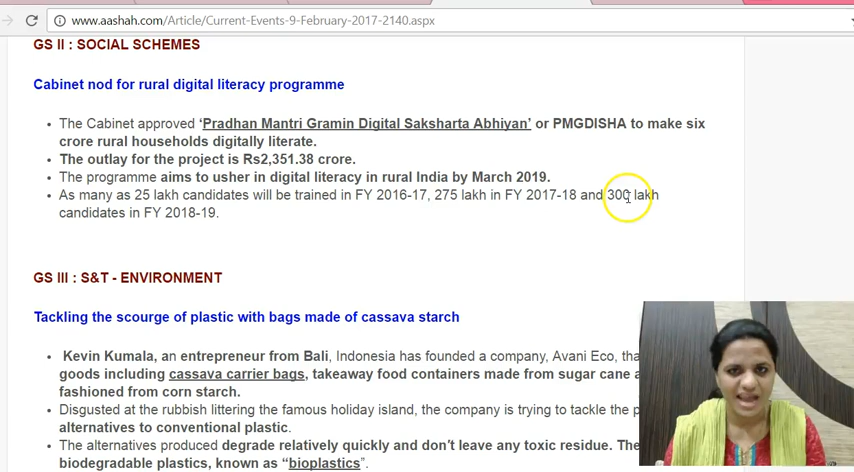 www.aashah.com/Article/Current-Events-9-February-2017-2140.aspx
GS II : SOCIAL SCHEMES
Cabinet nod for rural digital literacy programme
• The Cabinet approved ‘Pradhan Mantri Gramin Digital Saksharta Abhiyan’ or PMGDISHA to make six
crore rural households digitally literate.
• The outlay for the project is Rs2,351.38 crore.
• The programme aims to usher in digital literacy in rural India by March 2019.
• As many as 25 lakh candidates will be trained in FY 2016-17, 275 lakh in FY 2017-18 and 300 lakh
candidates in FY 2018-19.
GS III : S&T - ENVIRONMENT
Tackling the scourge of plastic with bags made of cassava starch
• Kevin Kumala, an entrepreneur from Bali, Indonesia has founded a company, Avani Eco,
goods including cassava carrier bags, takeaway food containers made from sugar cane
fashioned from corn starch.
• Disgusted at the rubbish littering the famous holiday island, the company is trying to tackle the
alternatives to conventional plastic.
• The alternatives produced degrade relatively quickly and don't leave any toxic residue.
biodegradable plastics, known as “bioplastics”.